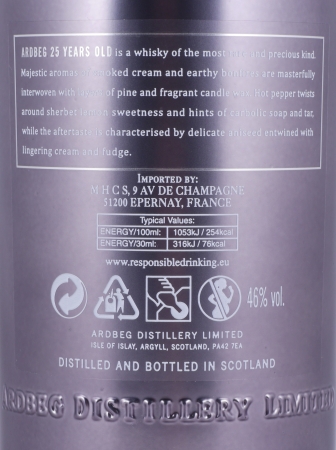 ARDBEG 25 YEARS OLD is a whisky of the most and precious kind.
Majestic aromas smoked cream and earthy are masterfully
interwoven with of pine and fragrant candle wax. Hot pepper twists
around sherbet lemon sweetness and hints of carbolic soap and tar,
while the aftertaste is characterised by delicate aniseed entwined with
lingering cream and fudge.
IMPORTED BY:
M H C S, 9 AV DE CHAMPAGNE
51200 EPERNAY, FRANCE
Typical Values:
ENERGY/100ml: 1053kJ / 254kcal
ENERGY/30ml: 316kJ / 76kcal
www.responsibledrinking.eu
46% vol.
ARDBEG DISTILLERY LIMITED
ISLE OF ISLAY, ARGYLL, SCOTLAND, PA42 7EA
DISTILLED AND BOTTLED IN SCOTLAND
ARDBEG DISTILLERY LIMITED